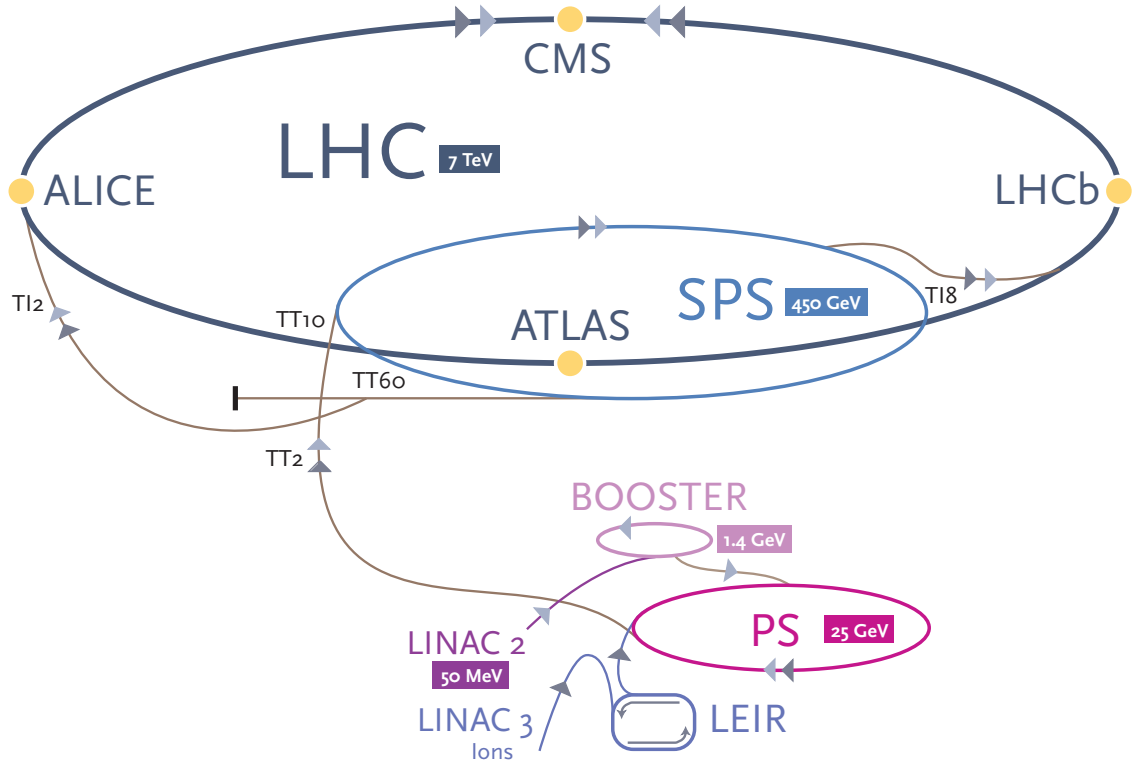 CMS
LHC 7 TeV
ALICE
LHCb
SPS 450 GeV
TI2
TI8
TT10
ATLAS
TT60
TT2
BOOSTER
1.4 GeV
PS 25 GeV
LINAC 2
50 MeV
LINAC 3
Ions
LEIR